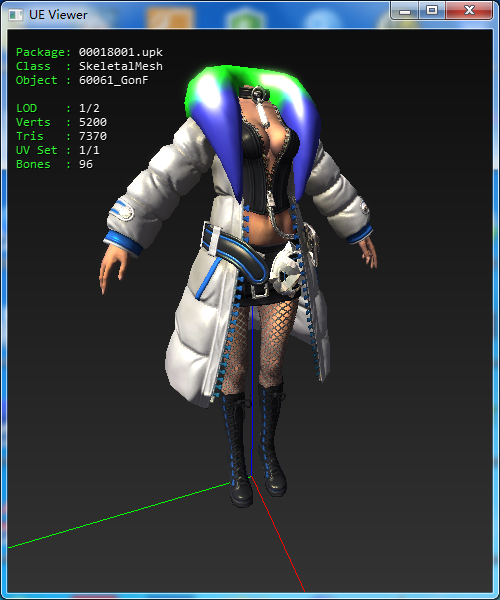 UE Viewer
Package: 00018001.upk
Class : SkeletalMesh
Object : 60061_GonF
LOD : 1/2
Verts : 5200
Tris : 7370
UV Set : 1/1
Bones : 96